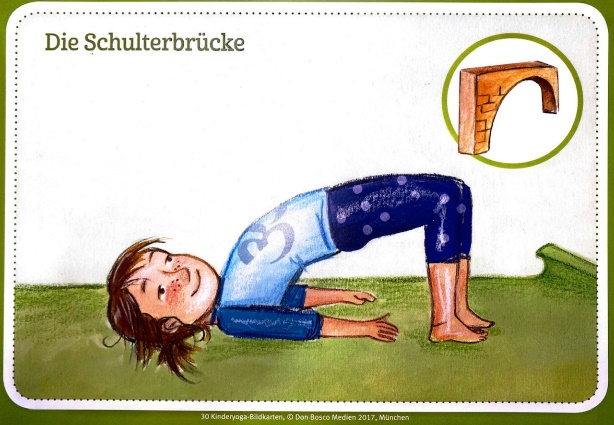 Die Schulterbrücke
30 Kinderyoga-Bildkarten, © Don Bosco Medien 2017, München